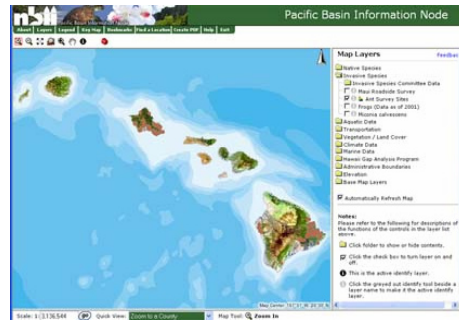 nbii
Pacific Basin Information Node
About Layers Legend Key Map Bookmarks Find a Location Create PDF Help Exit
Map Layers
Feedbac
Native Species
Invasive Species
Invasive Species Committee Data
Maui Roadside Survey
Ant Survey Sites
Frogs (Data as of 2001)
Miconia calvescens
Aquatic Data
Transportation
Vegetation / Land Cover
Climate Data
Marine Data
Hawaii Gap Analysis Program
Administrative Boundaries
Elevation
Base Map Layers
Automatically Refresh Map
Notes:
Please refer to the following for descriptions of
the functions of the controls in the layer list
above.
Click folder to show or hide contents.
Click the check box to turn layer on and
off.
This is the active identify layer.
Click the greyed out identify tool beside a
layer name to make it the active identify
layer.
Map Center:
Scale: 1:
Quick View: Zoom to a County
Map Tool: Zoom In